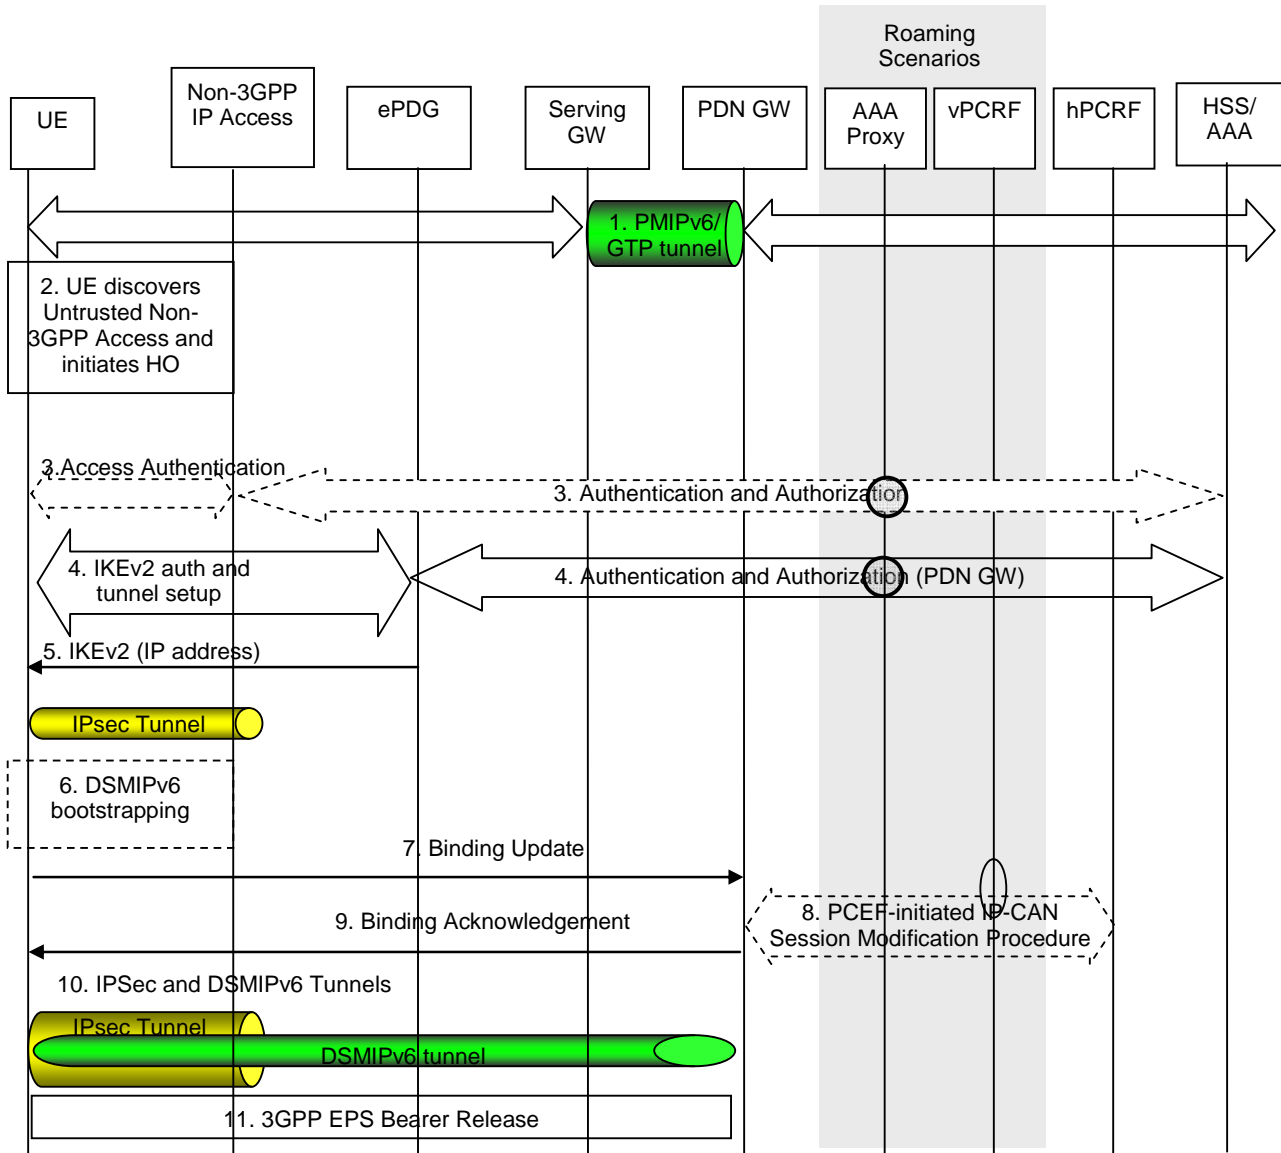 Roaming
Scenarios
UE
Non-3GPP
IP Access
ePDG
Serving
GW
PDN GW
AAA
Proxy
vPCRF
hPCRF
HSS/
AAA
1. PMIPv6/
GTP tunnel
2. UE discovers
Untrusted Non-
3GPP Access and
initiates HO
3.Access Authentication
3. Authentication and Authorization
4. IKEv2 auth and
tunnel setup
4. Authentication and Authorization (PDN GW)
5. IKEv2 (IP address)
IPsec Tunnel
6. DSMIPv6
bootstrapping
7. Binding Update
8. PCEF-initiated IP-CAN
Session Modification Procedure
9. Binding Acknowledgement
10. IPSec and DSMIPv6 Tunnels
IPsec Tunnel
DSMIPv6 tunnel
11. 3GPP EPS Bearer Release